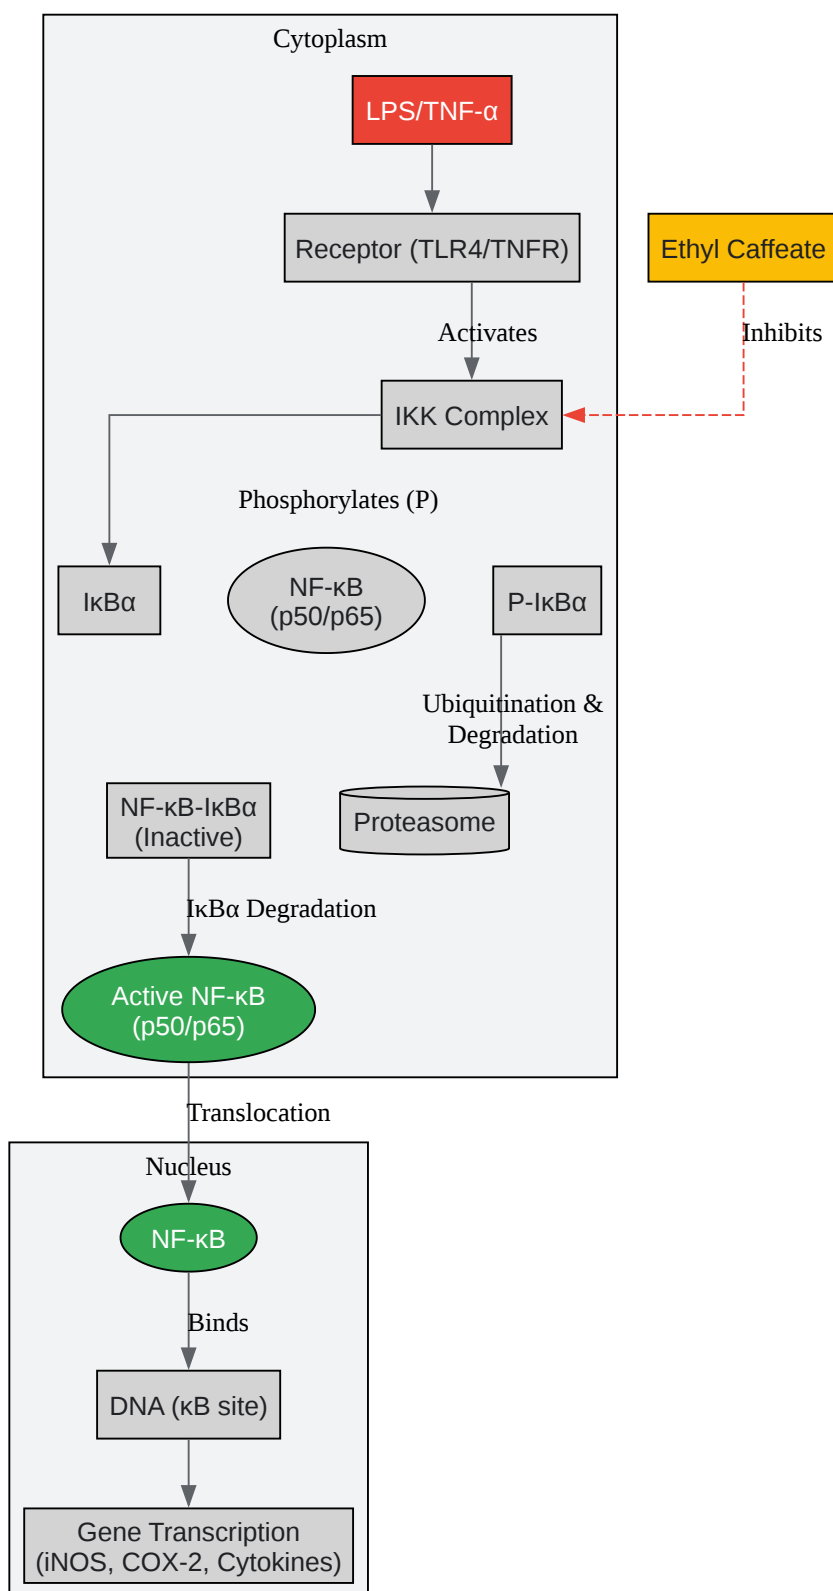 Cytoplasm
LPS/TNF-α
Receptor (TLR4/TNFR)
Ethyl Caffeate
Activates
Inhibits
IKK Complex
Phosphorylates (P)
IκBα
NF-κB
(p50/p65)
P-IκBα
Ubiquitination &
Degradation
NF-κB-IκBα
(Inactive)
Proteasome
IκBα Degradation
Active NF-κB
(p50/p65)
Translocation
Nucleus
NF-κB
Binds
DNA (κB site)
Gene Transcription
(iNOS, COX-2, Cytokines)